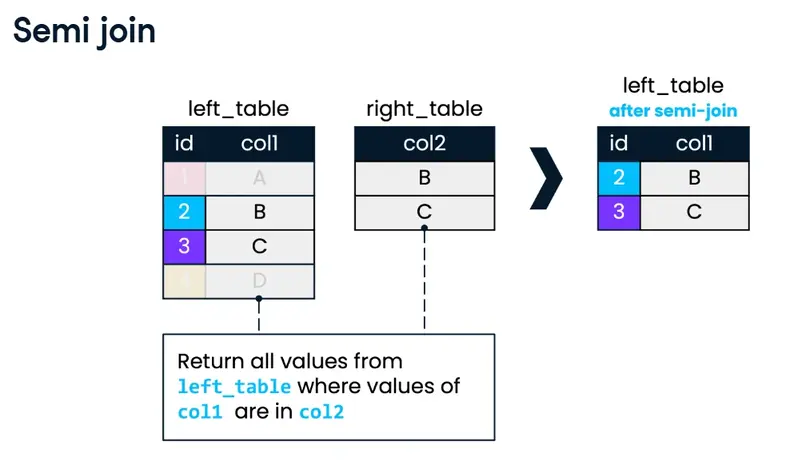 Semi join
left_table
right_table
left_table
after semi-join
id col1
col2
id col1
1 A
B
2 B
2 B
C
3 C
3 C
D
Return all values from
left_table where values of
col1 are in col2